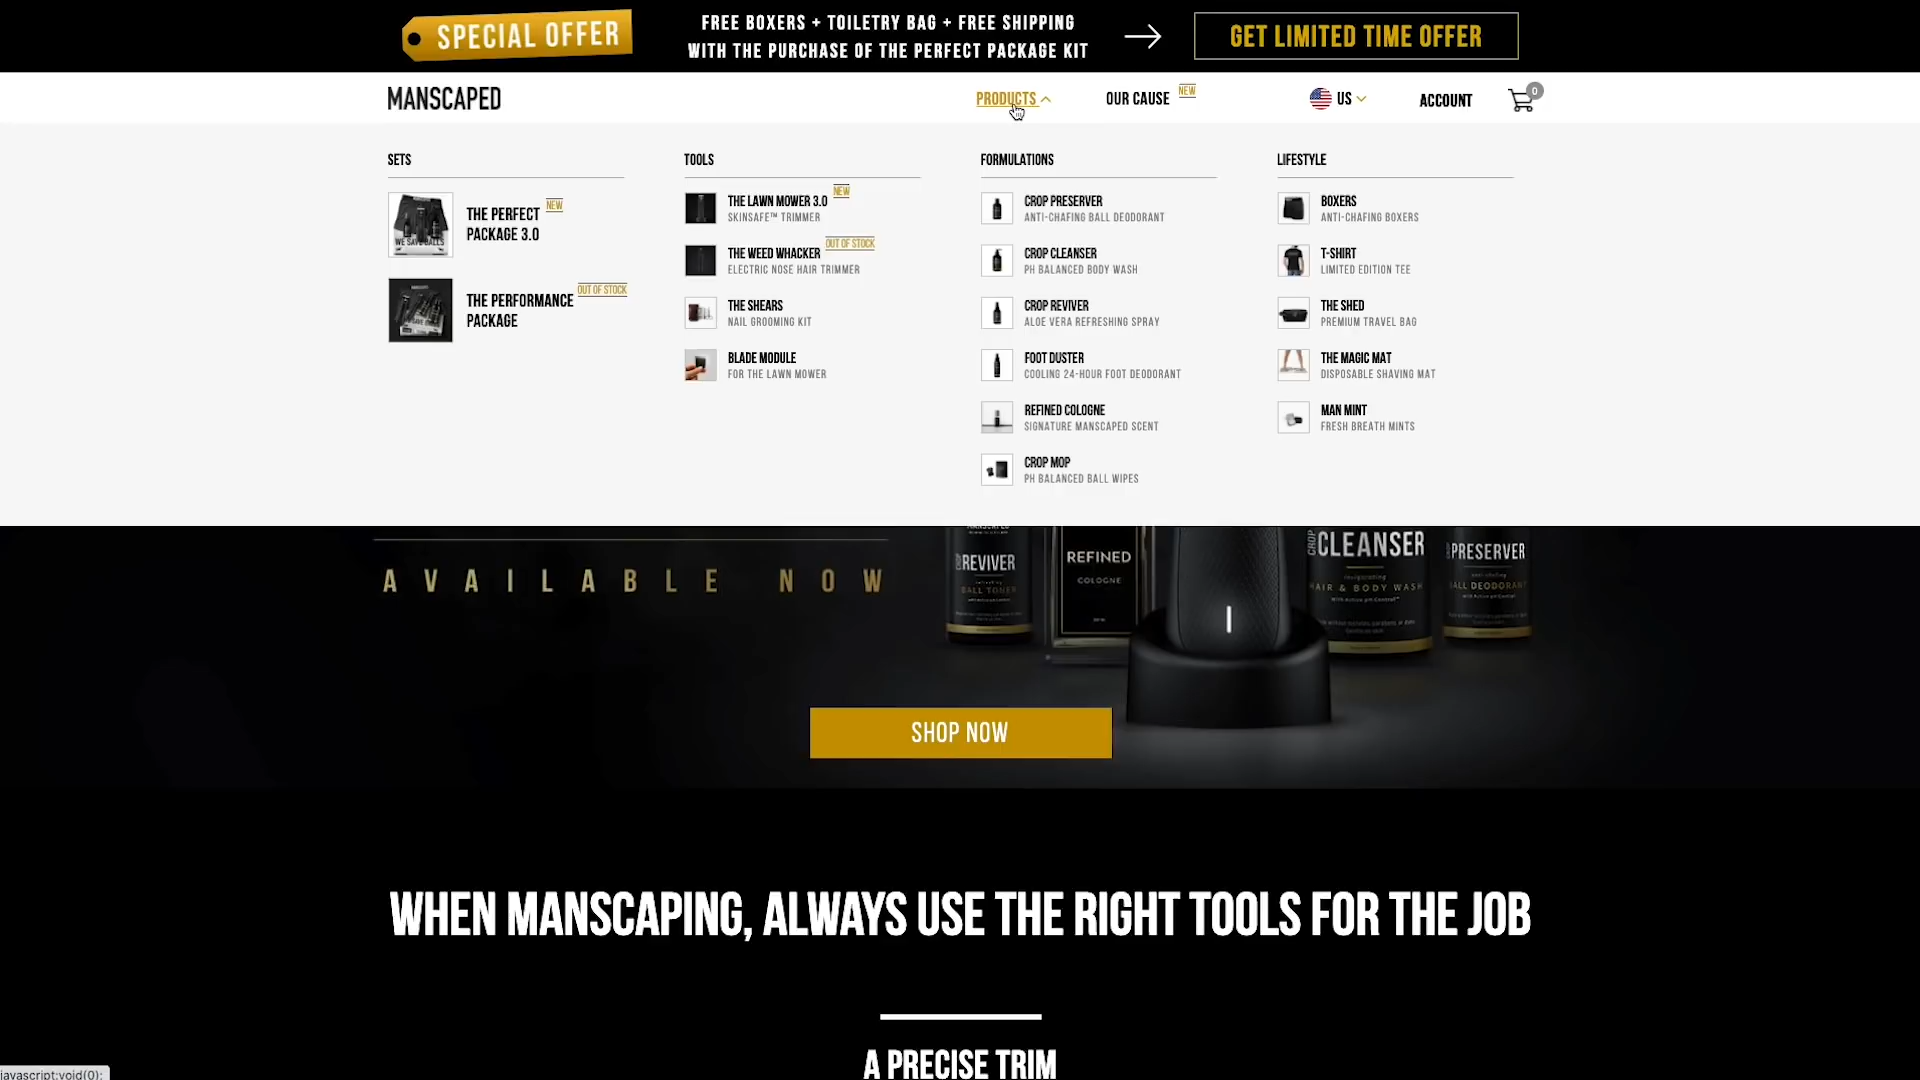 SPECIAL OFFER
FREE BOXERS + TOILETRY BAG + FREE SHIPPING
WITH THE PURCHASE OF THE PERFECT PACKAGE KIT
GET LIMITED TIME OFFER
MANSCAPED
PRODUCTS
OUR CAUSE
NEW
US
ACCOUNT
0
SETS
THE PERFECT
PACKAGE 3.0
NEW
THE PERFORMANCE
PACKAGE
OUT OF STOCK
TOOLS
THE LAWN MOWER 3.0
NEW
SKINSAFE™ TRIMMER
THE WEED WHACKER
OUT OF STOCK
ELECTRIC NOSE HAIR TRIMMER
THE SHEARS
NAIL GROOMING KIT
BLADE MODULE
FOR THE LAWN MOWER
FORMULATIONS
CROP PRESERVER
ANTI-CHAFING BALL DEODORANT
CROP CLEANSER
PH BALANCED BODY WASH
CROP REVIVER
ALOE VERA REFRESHING SPRAY
FOOT DUSTER
COOLING 24-HOUR FOOT DEODORANT
REFINED COLOGNE
SIGNATURE MANSCAPED SCENT
CROP MOP
PH BALANCED BALL WIPES
LIFESTYLE
BOXERS
ANTI-CHAFING BOXERS
T-SHIRT
LIMITED EDITION TEE
THE SHED
PREMIUM TRAVEL BAG
THE MAGIC MAT
DISPOSABLE SHAVING MAT
MAN MINT
FRESH BREATH MINTS
AVAILABLE NOW
REVIVER
BALL TONER
REFINED
COLOGNE
CROP CLEANSER
invigorating
HAIR & BODY WASH
PRESERVER
BALL DEODORANT
SHOP NOW
WHEN MANSCAPING, ALWAYS USE THE RIGHT TOOLS FOR THE JOB
A PRECISE TRIM
javascript:void(0);